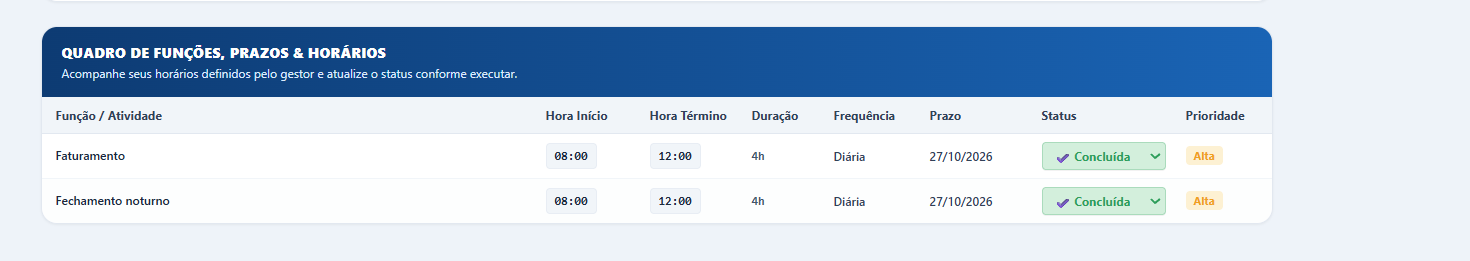 QUADRO DE FUNÇÕES, PRAZOS & HORÁRIOS
Acompanhe seus horários definidos pelo gestor e atualize o status conforme executar.
Função / Atividade Hora Início Hora Término Duração Frequência Prazo Status Prioridade
Faturamento 08:00 12:00 4h Diária 27/10/2026 ✔ Concluída Alta
Fechamento noturno 08:00 12:00 4h Diária 27/10/2026 ✔ Concluída Alta